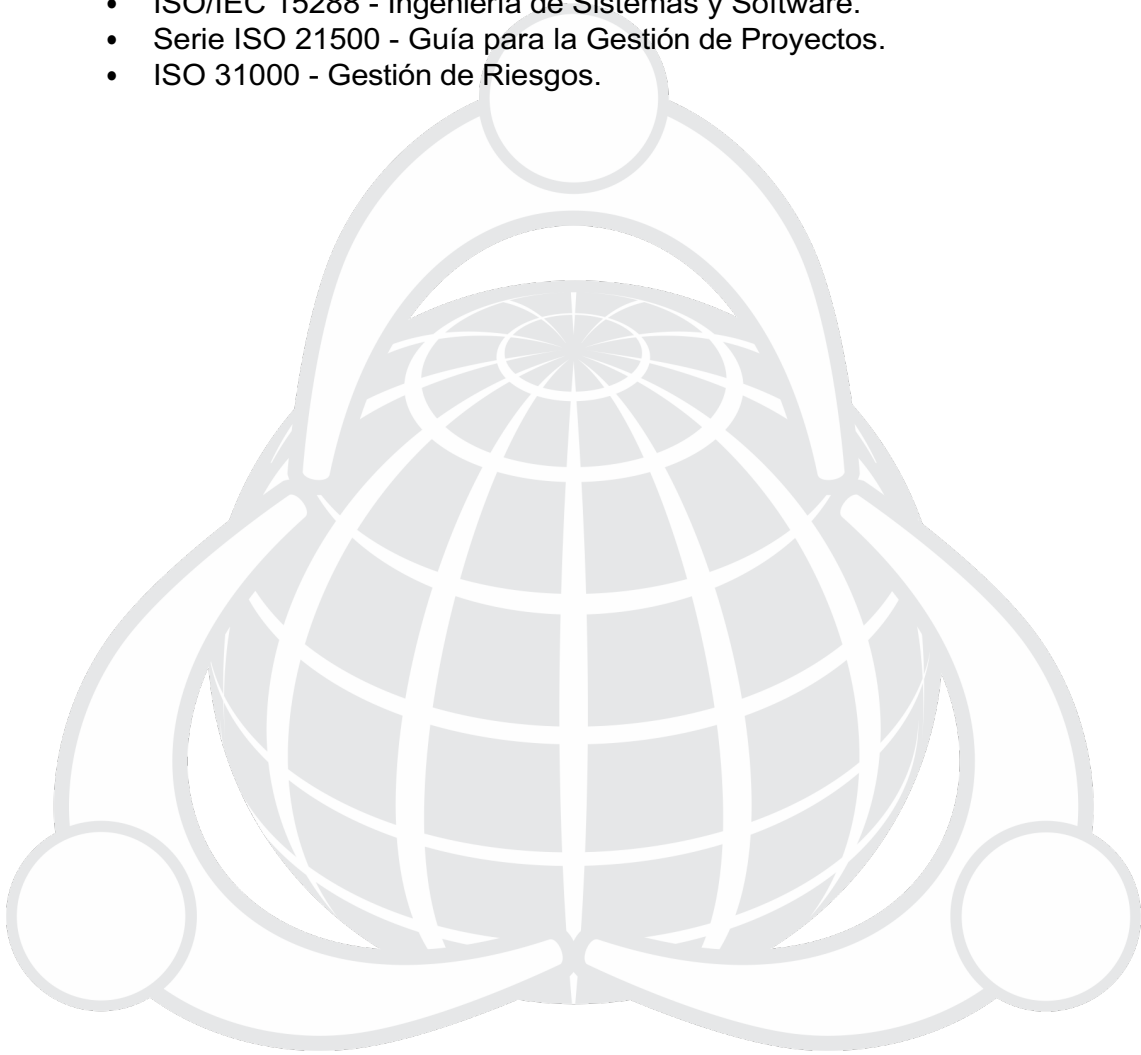 • ISO/IEC 15288 - Ingeniería de Sistemas y Software.
• Serie ISO 21500 - Guía para la Gestión de Proyectos.
• ISO 31000 - Gestión de Riesgos.